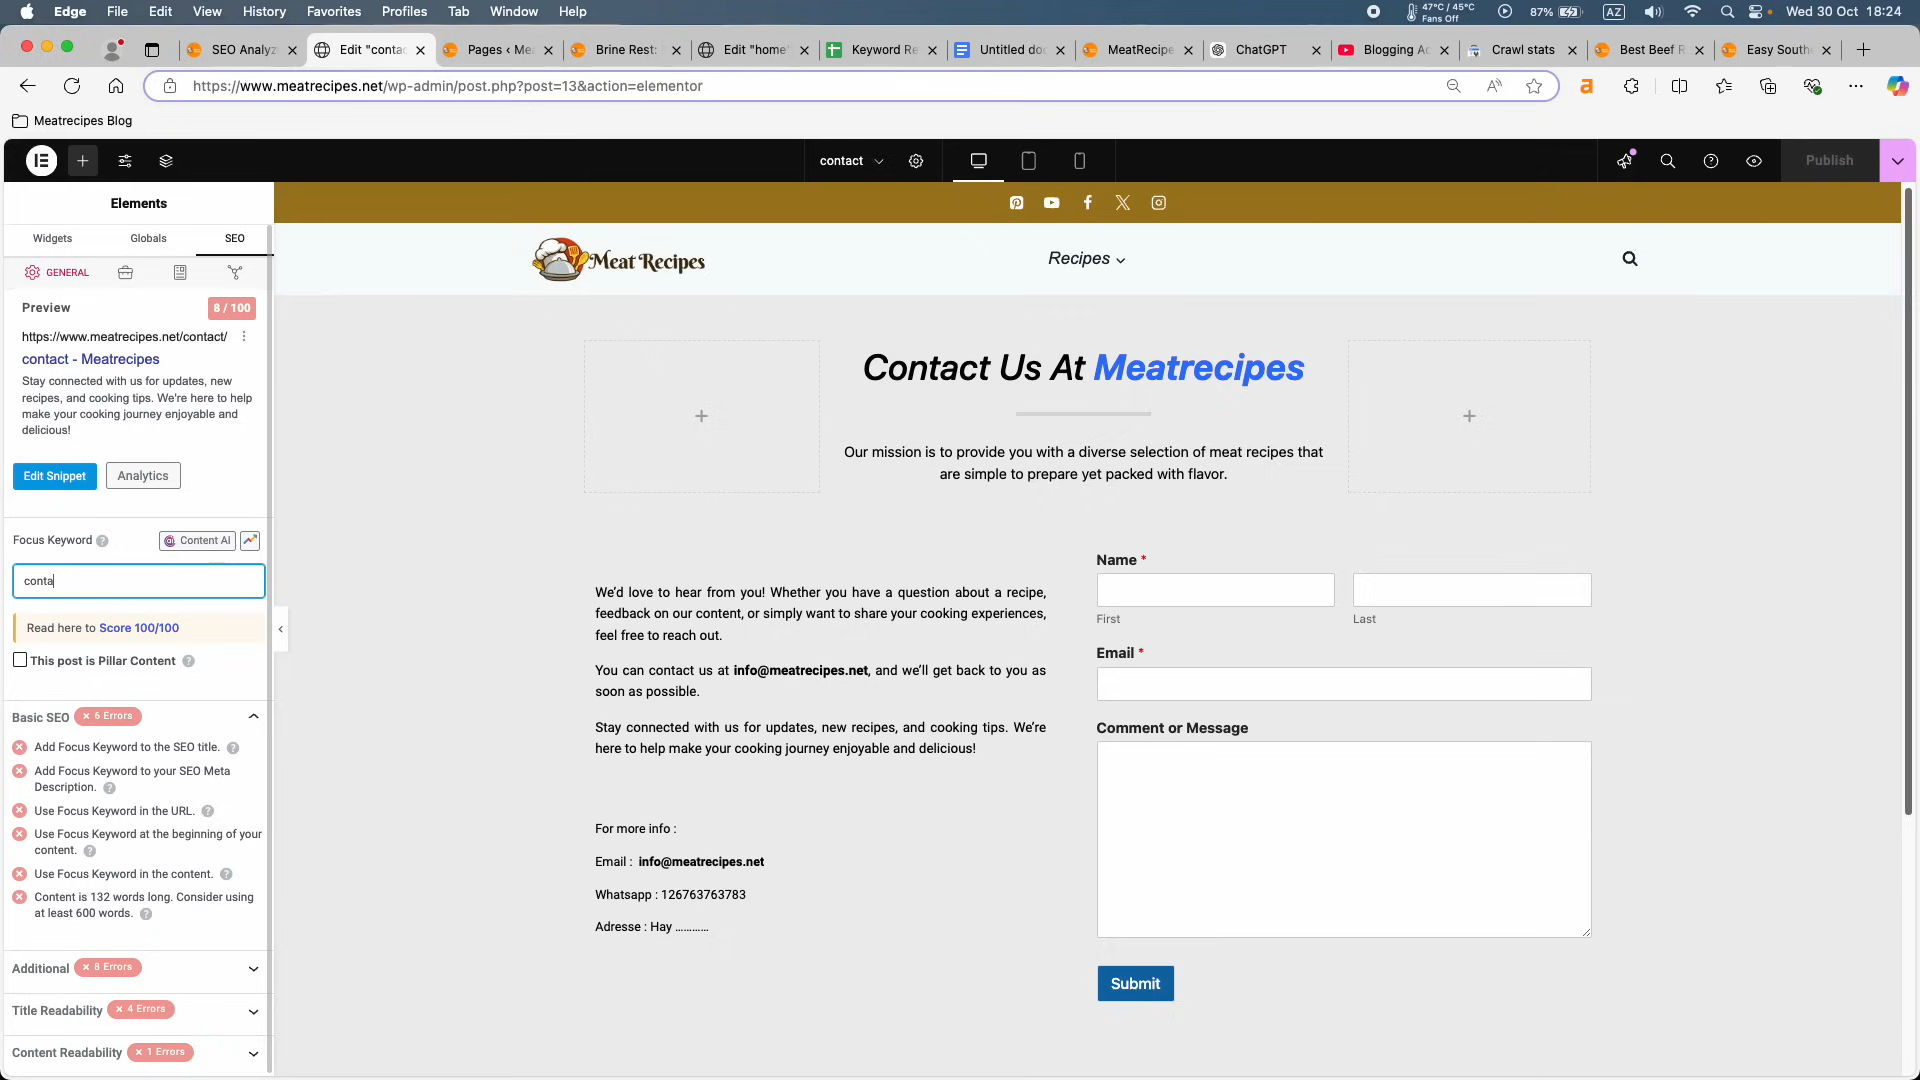 Edge File Edit View History Favorites Profiles Tab Window Help
47°C / 45°C
Fans Off
87%
AZ
Wed 30 Oct 18:24
SEO Analyz
Edit "contac
Pages ‹ Me
Brine Rest:
Edit "home"
Keyword Re
Untitled do
MeatRecipe
ChatGPT
Blogging A
Crawl stats
Best Beef R
Easy South
https://www.meatrecipes.net/wp-admin/post.php?post=13&action=elementor
Meatrecipes Blog
contact
Publish
Elements
Widgets Globals SEO
GENERAL
Preview 8 / 100
https://www.meatrecipes.net/contact/
contact - Meatrecipes
Stay connected with us for updates, new
recipes, and cooking tips. We're here to help
make your cooking journey enjoyable and
delicious!
Edit Snippet Analytics
Focus Keyword Content AI
conta
Read here to Score 100/100
This post is Pillar Content
Basic SEO × 6 Errors
Add Focus Keyword to the SEO title.
Add Focus Keyword to your SEO Meta
Description.
Use Focus Keyword in the URL.
Use Focus Keyword at the beginning of your
content.
Use Focus Keyword in the content.
Content is 132 words long. Consider using
at least 600 words.
Additional × 8 Errors
Title Readability × 4 Errors
Content Readability × 1 Errors
Meat Recipes
Recipes
Contact Us At Meatrecipes
Our mission is to provide you with a diverse selection of meat recipes that
are simple to prepare yet packed with flavor.
We'd love to hear from you! Whether you have a question about a recipe,
feedback on our content, or simply want to share your cooking experiences,
feel free to reach out.
You can contact us at info@meatrecipes.net, and we'll get back to you as
soon as possible.
Stay connected with us for updates, new recipes, and cooking tips. We're
here to help make your cooking journey enjoyable and delicious!
For more info :
Email : info@meatrecipes.net
Whatsapp : 126763763783
Adresse : Hay ............
Name *
First Last
Email *
Comment or Message
Submit